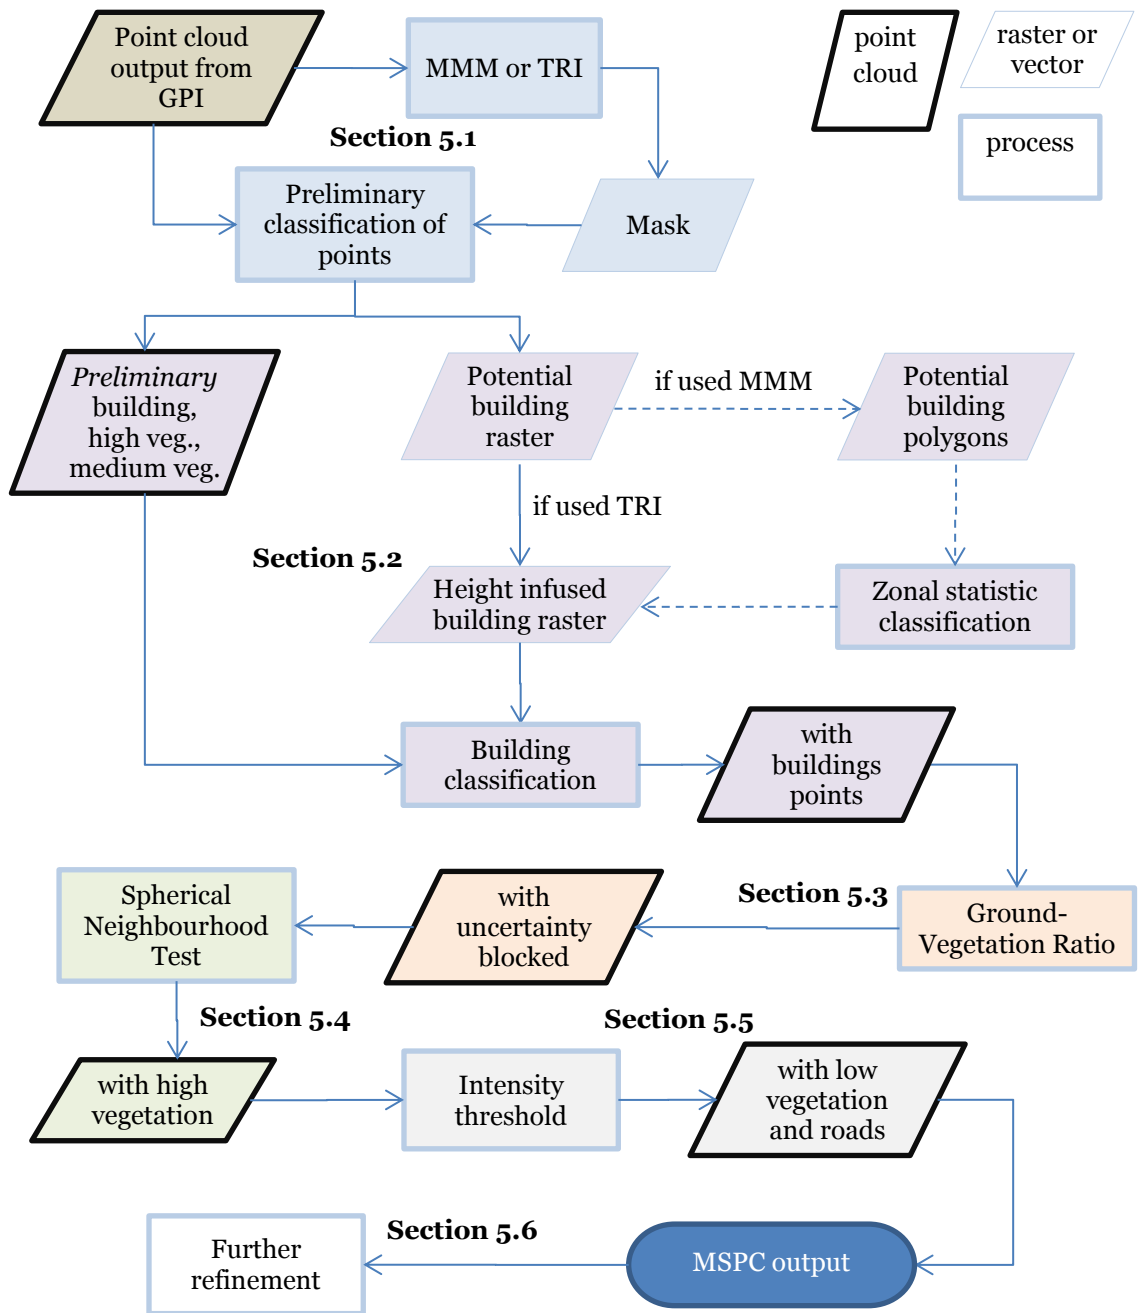 Point cloud
output from
GPI
MMM or TRI
point
cloud
raster or
vector
process
Section 5.1
Preliminary
classification of
points
Mask
Preliminary
building,
high veg.,
medium veg.
Potential
building
raster
if used MMM
Potential
building
polygons
if used TRI
Section 5.2
Height infused
building raster
Zonal statistic
classification
Building
classification
with
buildings
points
Section 5.3
Ground-
Vegetation Ratio
with
uncertainty
blocked
Spherical
Neighbourhood
Test
Section 5.4
Section 5.5
with high
vegetation
Intensity
threshold
with low
vegetation
and roads
Section 5.6
Further
refinement
MSPC output